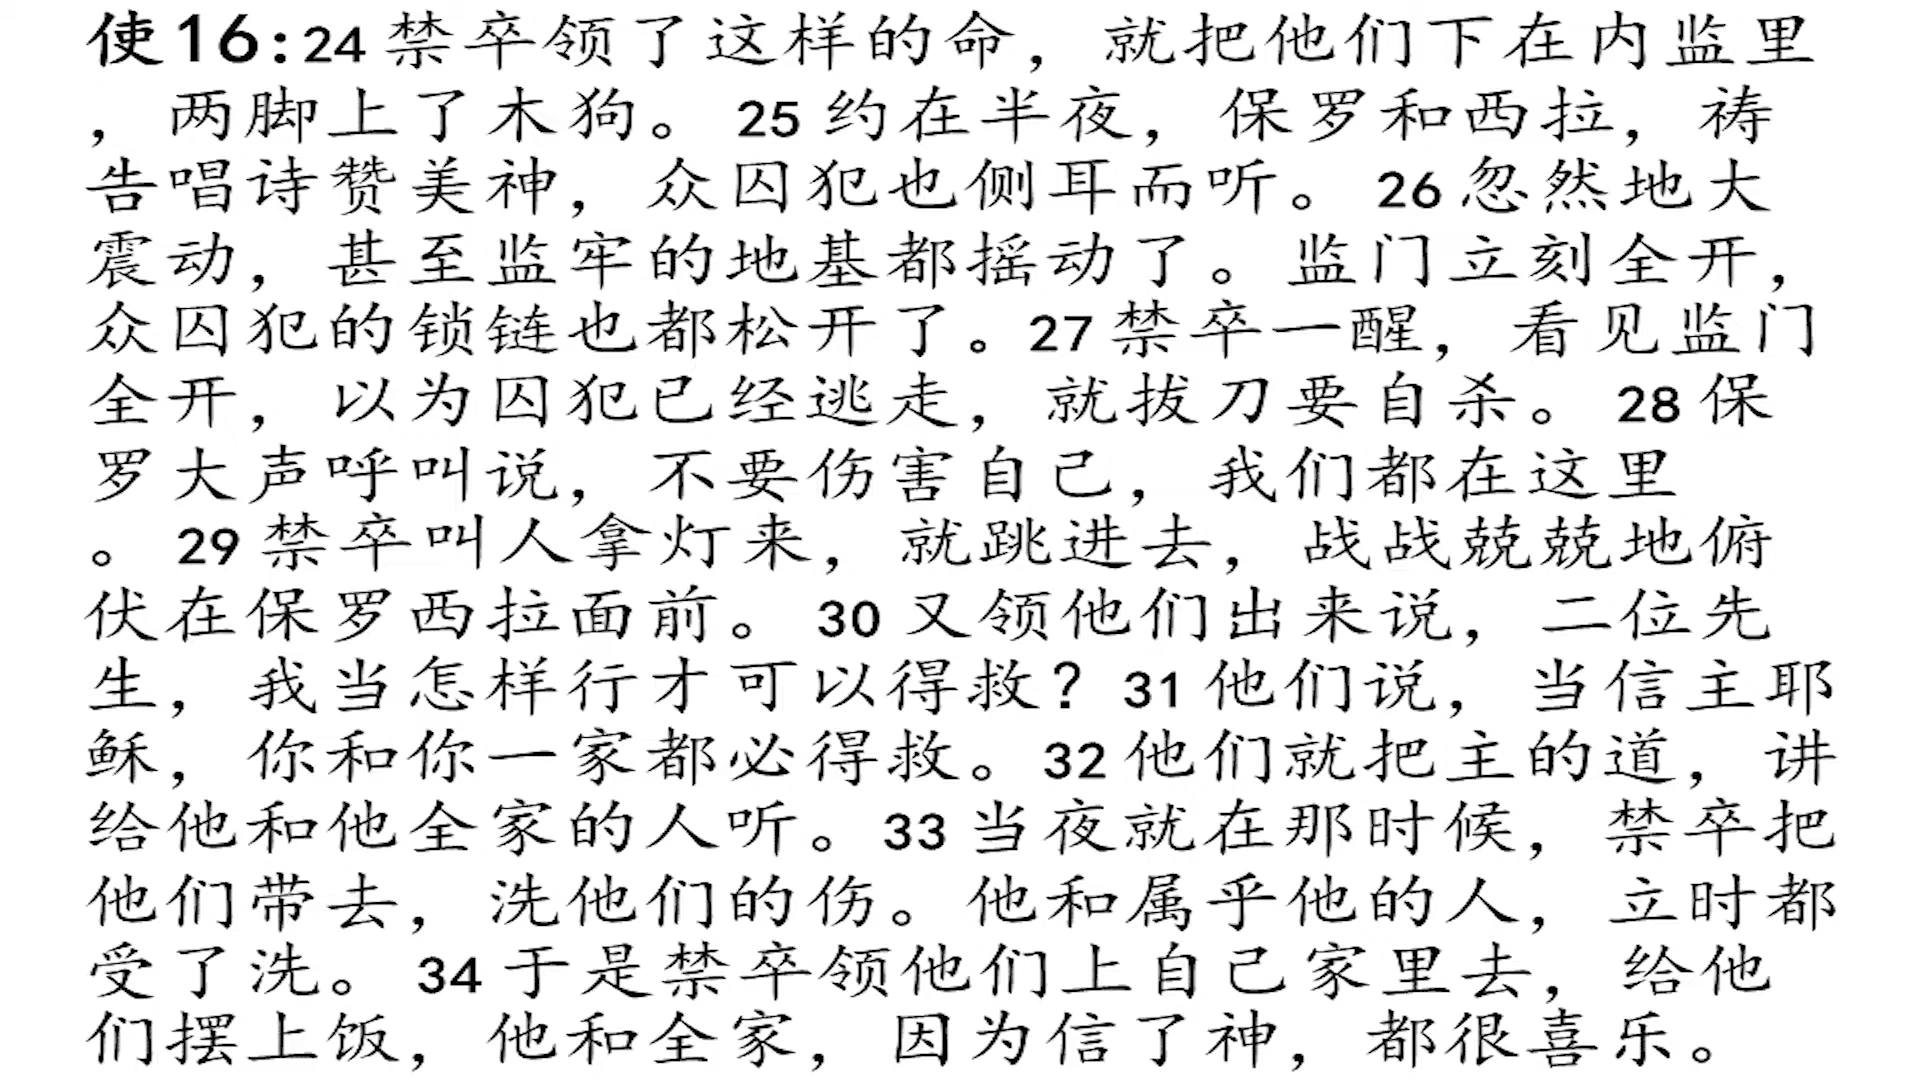 使16:24 禁卒领了这样的命，就把他们下在内监里
，两脚上了木狗。 25 约在半夜，保罗和西拉，祷
告唱诗赞美神，众囚犯也侧耳而听。 26 忽然地大
震动，甚至监牢的地基都摇动了。监门立刻全开，
众囚犯的锁链也都松开了。27 禁卒一醒，看见监门
全开，以为囚犯已经逃走，就拔刀要自杀。 28 保
罗大声呼叫说，不要伤害自己，我们都在这里
。 29 禁卒叫人拿灯来，就跳进去，战战兢兢地俯
伏在保罗西拉面前。 30 又领他们出来说，二位先
生，我当怎样行才可以得救？31 他们说，当信主耶
稣，你和你一家都必得救。32 他们就把主的道，讲
给他和他全家的人听。33 当夜就在那时候，禁卒把
他们带去，洗他们的伤。他和属乎他的人，立时都
受了洗。 34 于是禁卒领他们上自己家里去，给他
们摆上饭，他和全家，因为信了神，都很喜乐。